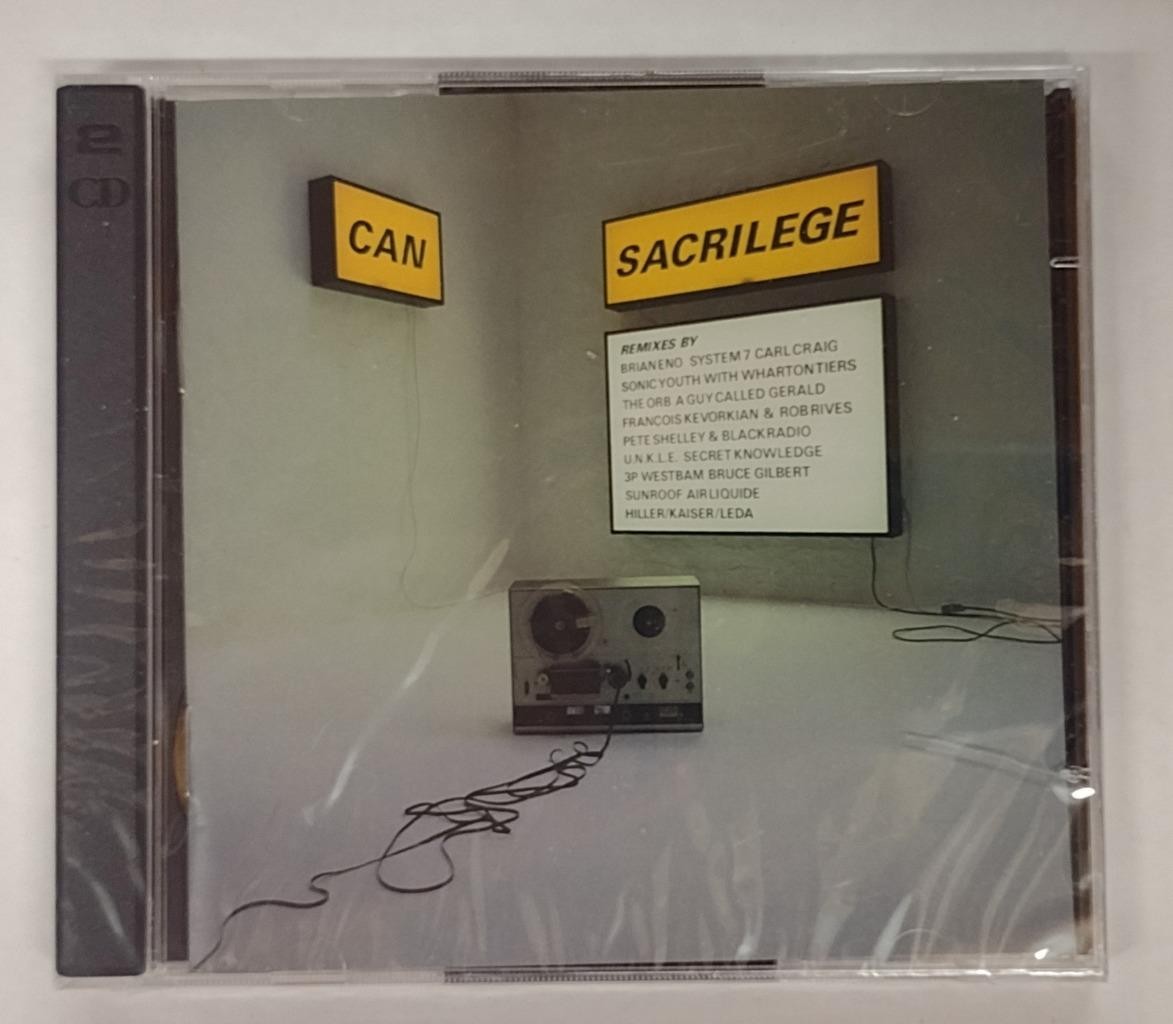 2
CD
CAN
SACRILEGE
REMIXES BY
BRIAN ENO SYSTEM 7 CARL CRAIG
SONIC YOUTH WITH WHARTON TIERS
THE ORB A GUY CALLED GERALD
FRANCOIS KEVORKIAN & ROB RIVES
PETE SHELLEY & BLACK RADIO
U.N.K.L.E. SECRET KNOWLEDGE
3P WESTBAM BRUCE GILBERT
SUNROOF AIR LIQUIDE
HILLER/KAISER/LEDA